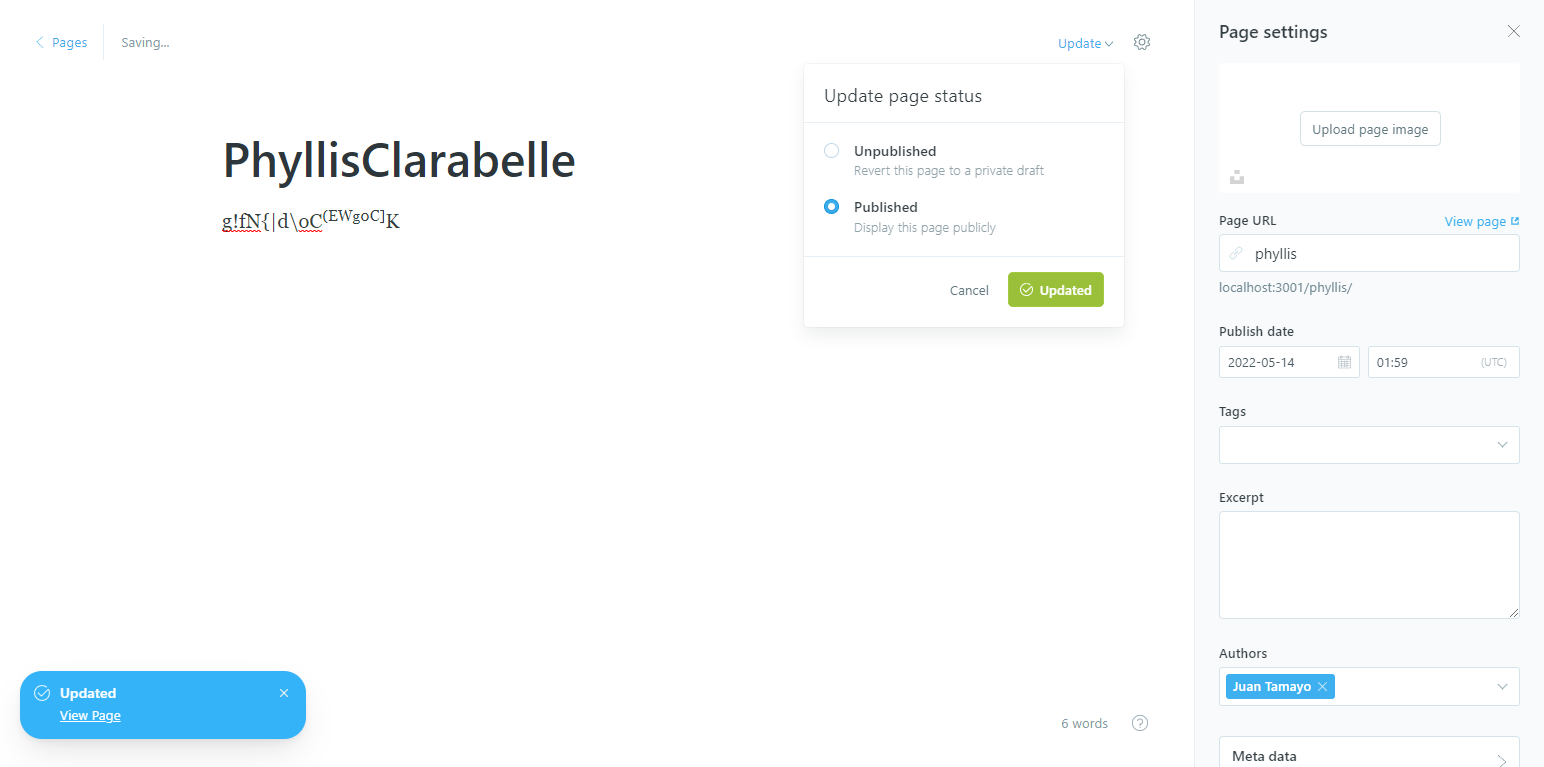 Pages
Saving...
Update
PhyllisClarabelle
g!fN{|d\oC(EWgoC]K
Update page status
Unpublished
Revert this page to a private draft
Published
Display this page publicly
Cancel
Updated
Updated
View Page
6 words
?
Page settings
Upload page image
Page URL
View page
phyllis
localhost:3001/phyllis/
Publish date
2022-05-14
01:59
(UTC)
Tags
Excerpt
Authors
Juan Tamayo
Meta data